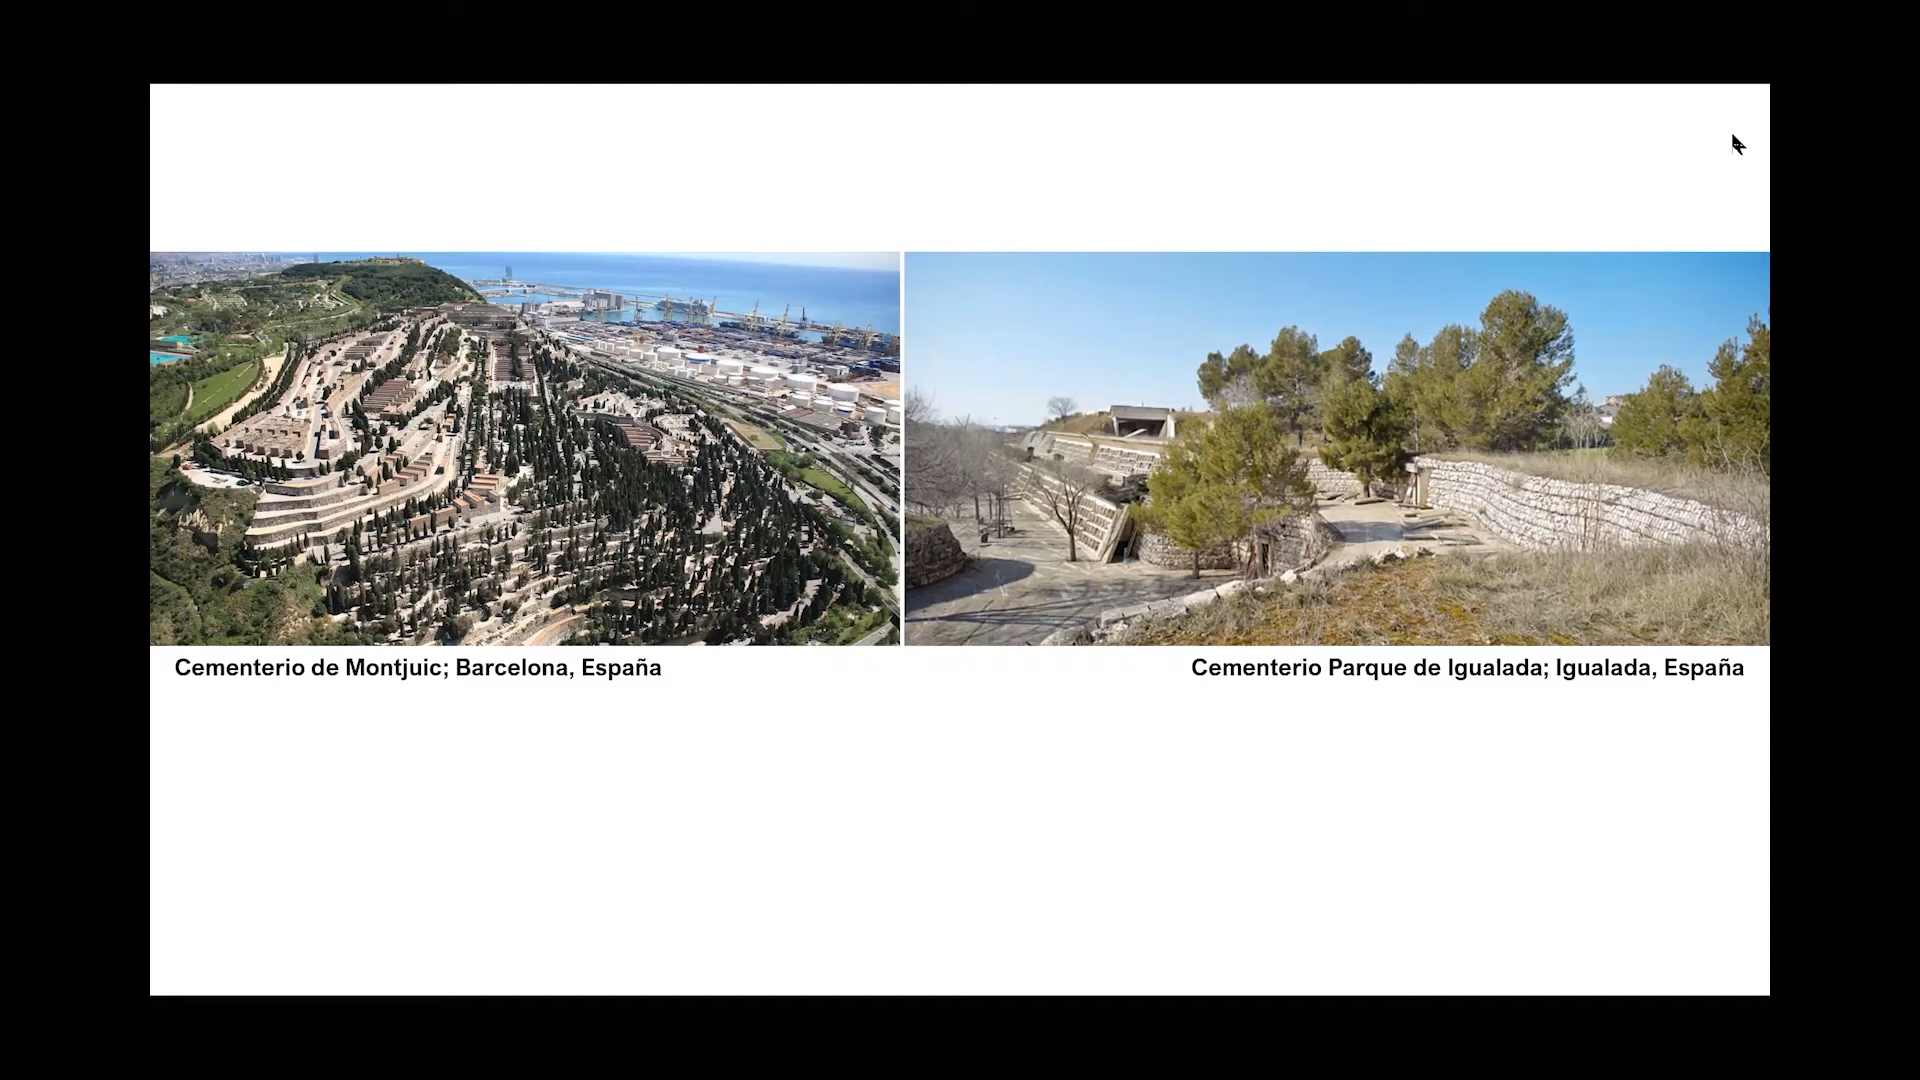 Cementerio de Montjuic; Barcelona, España
Cementerio Parque de Igualada; Igualada, España